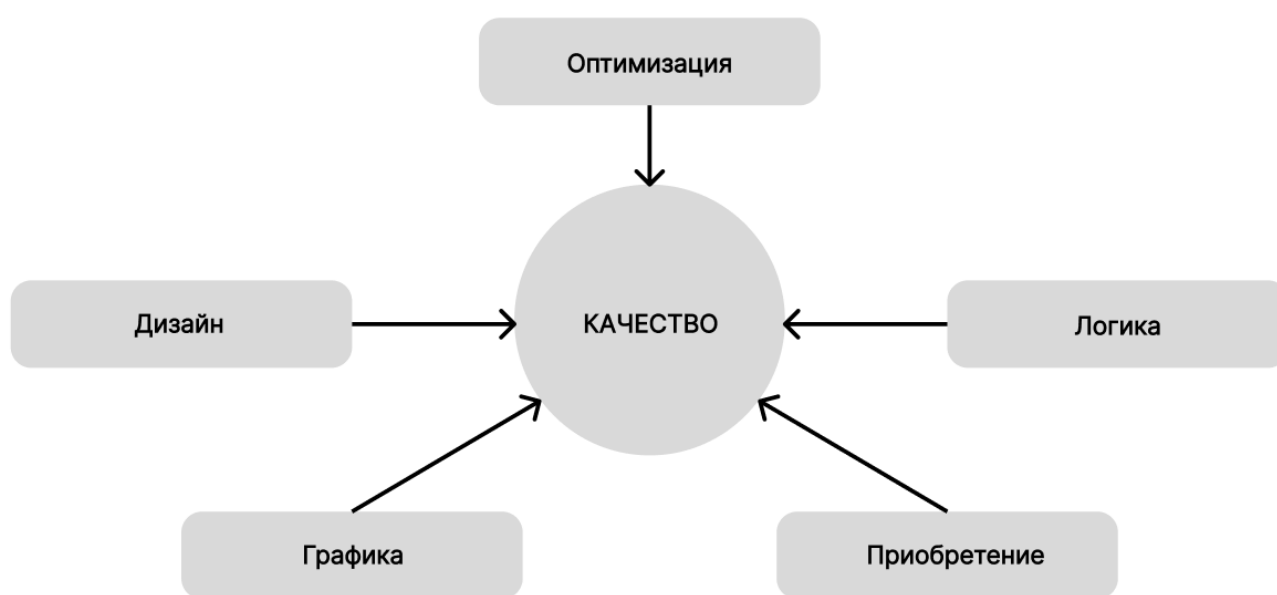 Оптимизация
Дизайн
КАЧЕСТВО
Логика
Графика
Приобретение